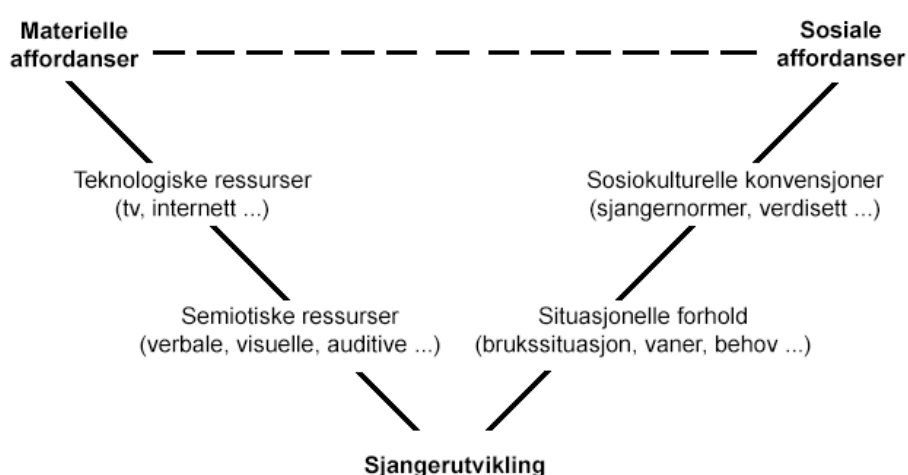 Materielle
affordanser
Sosiale
affordanser
Teknologiske ressurser
(tv, internett ...)
Sosiokulturelle konvensjoner
(sjangernormer, verdisett ...)
Semiotiske ressurser
(verbale, visuelle, auditive ...)
Situasjonelle forhold
(brukssituasjon, vaner, behov ...)
Sjangerutvikling